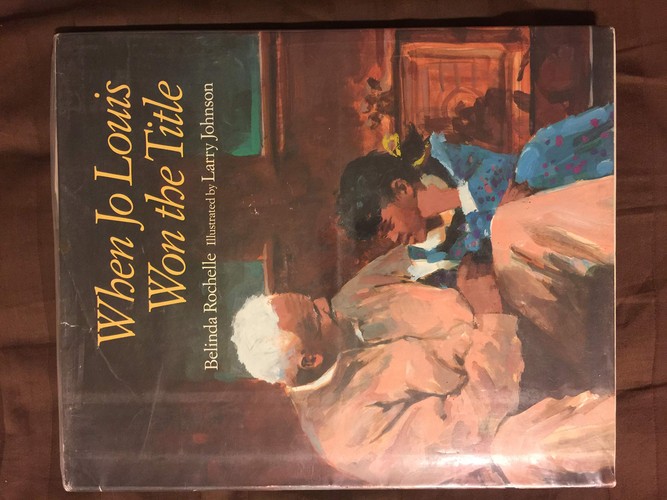 When Jo Louis
Won the Title
Belinda Rochelle Illustrated by Larry Johnson